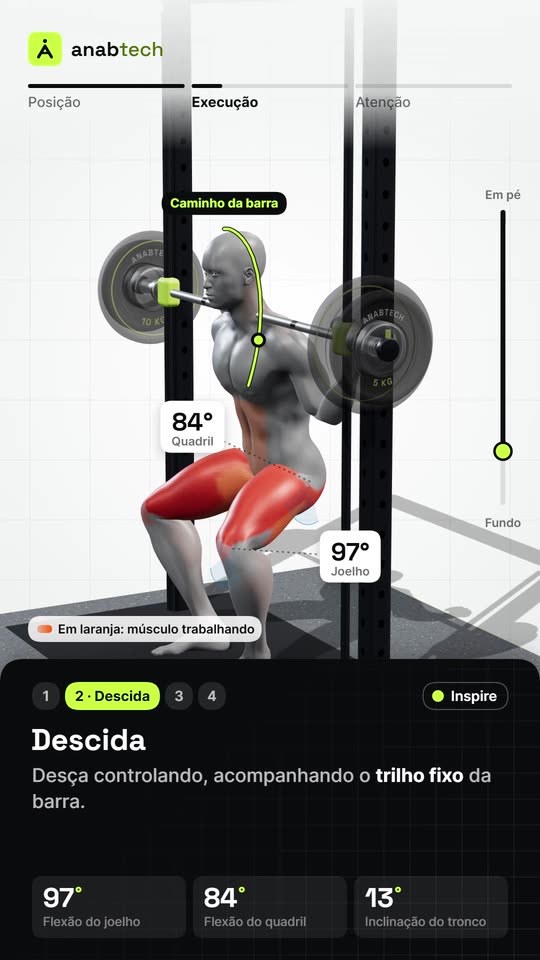 anabtech
Posição
Execução
Atenção
Em pé
Caminho da barra
ANABTECH
10 KG
ANABTECH
5 KG
84°
Quadril
97°
Joelho
Fundo
Em laranja: músculo trabalhando
1
2 · Descida
3
4
Inspire
Descida
Desça controlando, acompanhando o trilho fixo da
barra.
97°
84°
13°
Flexão do joelho
Flexão do quadril
Inclinação do tronco